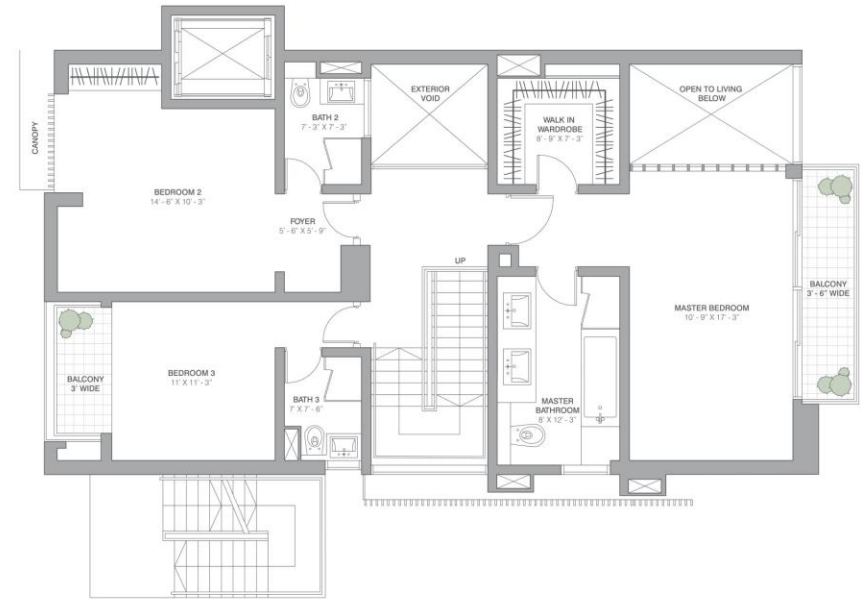 CANOPY
BATH 2
7' - 3" X 7' - 3"
EXTERIOR
VOID
WALK IN
WARDROBE
8' - 9" X 7' - 3"
OPEN TO LIVING
BELOW
BEDROOM 2
14' - 6" X 10' - 3"
FOYER
5' - 6" X 5' - 9"
UP
BALCONY
3' - 6" WIDE
MASTER BEDROOM
10' - 9" X 17' - 3"
BEDROOM 3
11' X 11' - 3"
BALCONY
3' WIDE
BATH 3
7' X 7' - 6"
MASTER
BATHROOM
8' X 12' - 3"